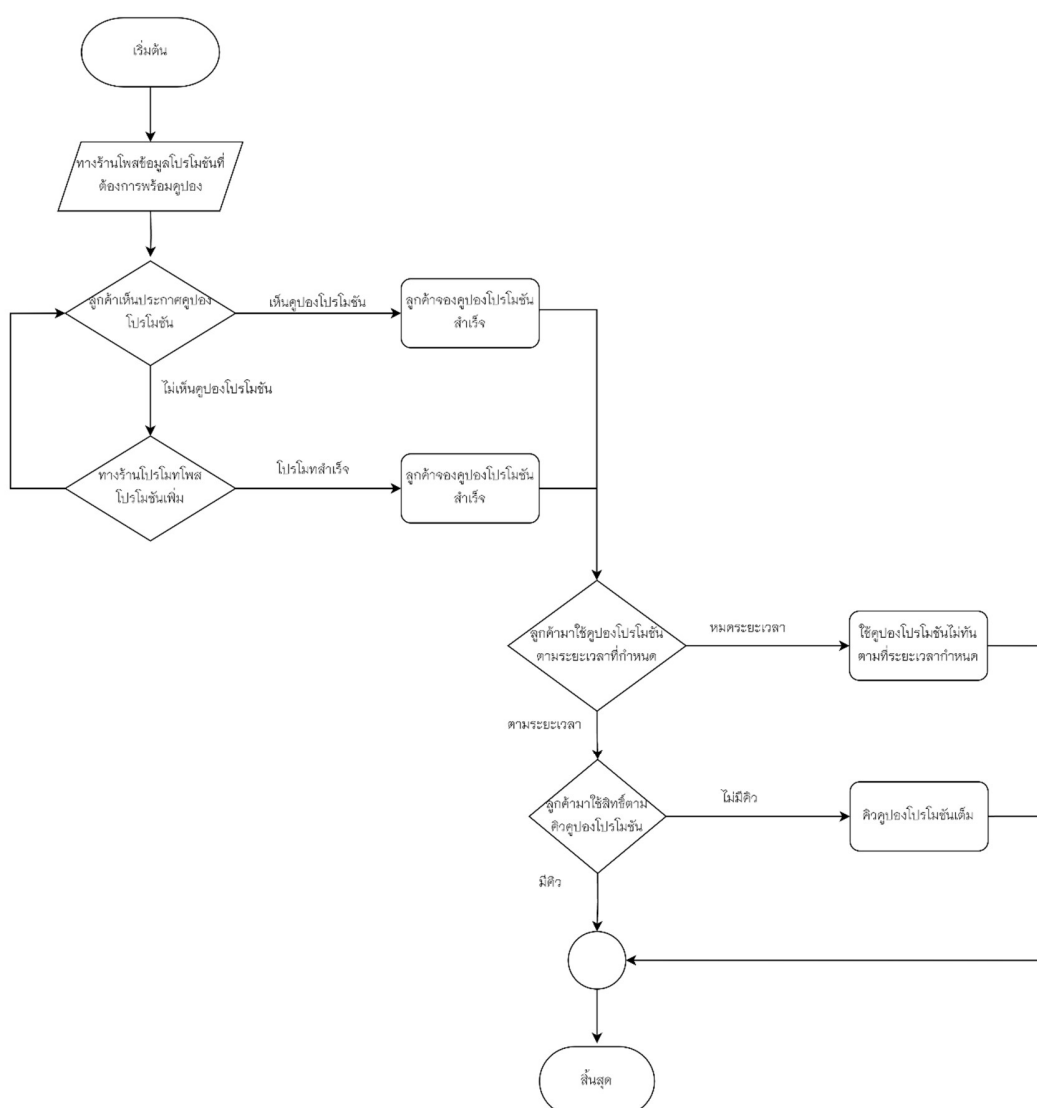 เริ่มต้น
ทางร้านโพสข้อมูลโปรโมชันที่
ต้องการพร้อมคูปอง
ลูกค้าเห็นประกาศคูปอง
โปรโมชัน
เห็นคูปองโปรโมชัน
ลูกค้าจองคูปองโปรโมชัน
สำเร็จ
ไม่เห็นคูปองโปรโมชัน
ทางร้านโปรโมทโพส
โปรโมชันเพิ่ม
โปรโมทสำเร็จ
ลูกค้าจองคูปองโปรโมชัน
สำเร็จ
ลูกค้ามาใช้คูปองโปรโมชัน
ตามระยะเวลาที่กำหนด
หมดระยะเวลา
ใช้คูปองโปรโมชันไม่ทัน
ตามที่ระยะเวลากำหนด
ตามระยะเวลา
ลูกค้ามาใช้สิทธิ์ตาม
คิวคูปองโปรโมชัน
ไม่มีคิว
คิวคูปองโปรโมชันเต็ม
มีคิว
สิ้นสุด